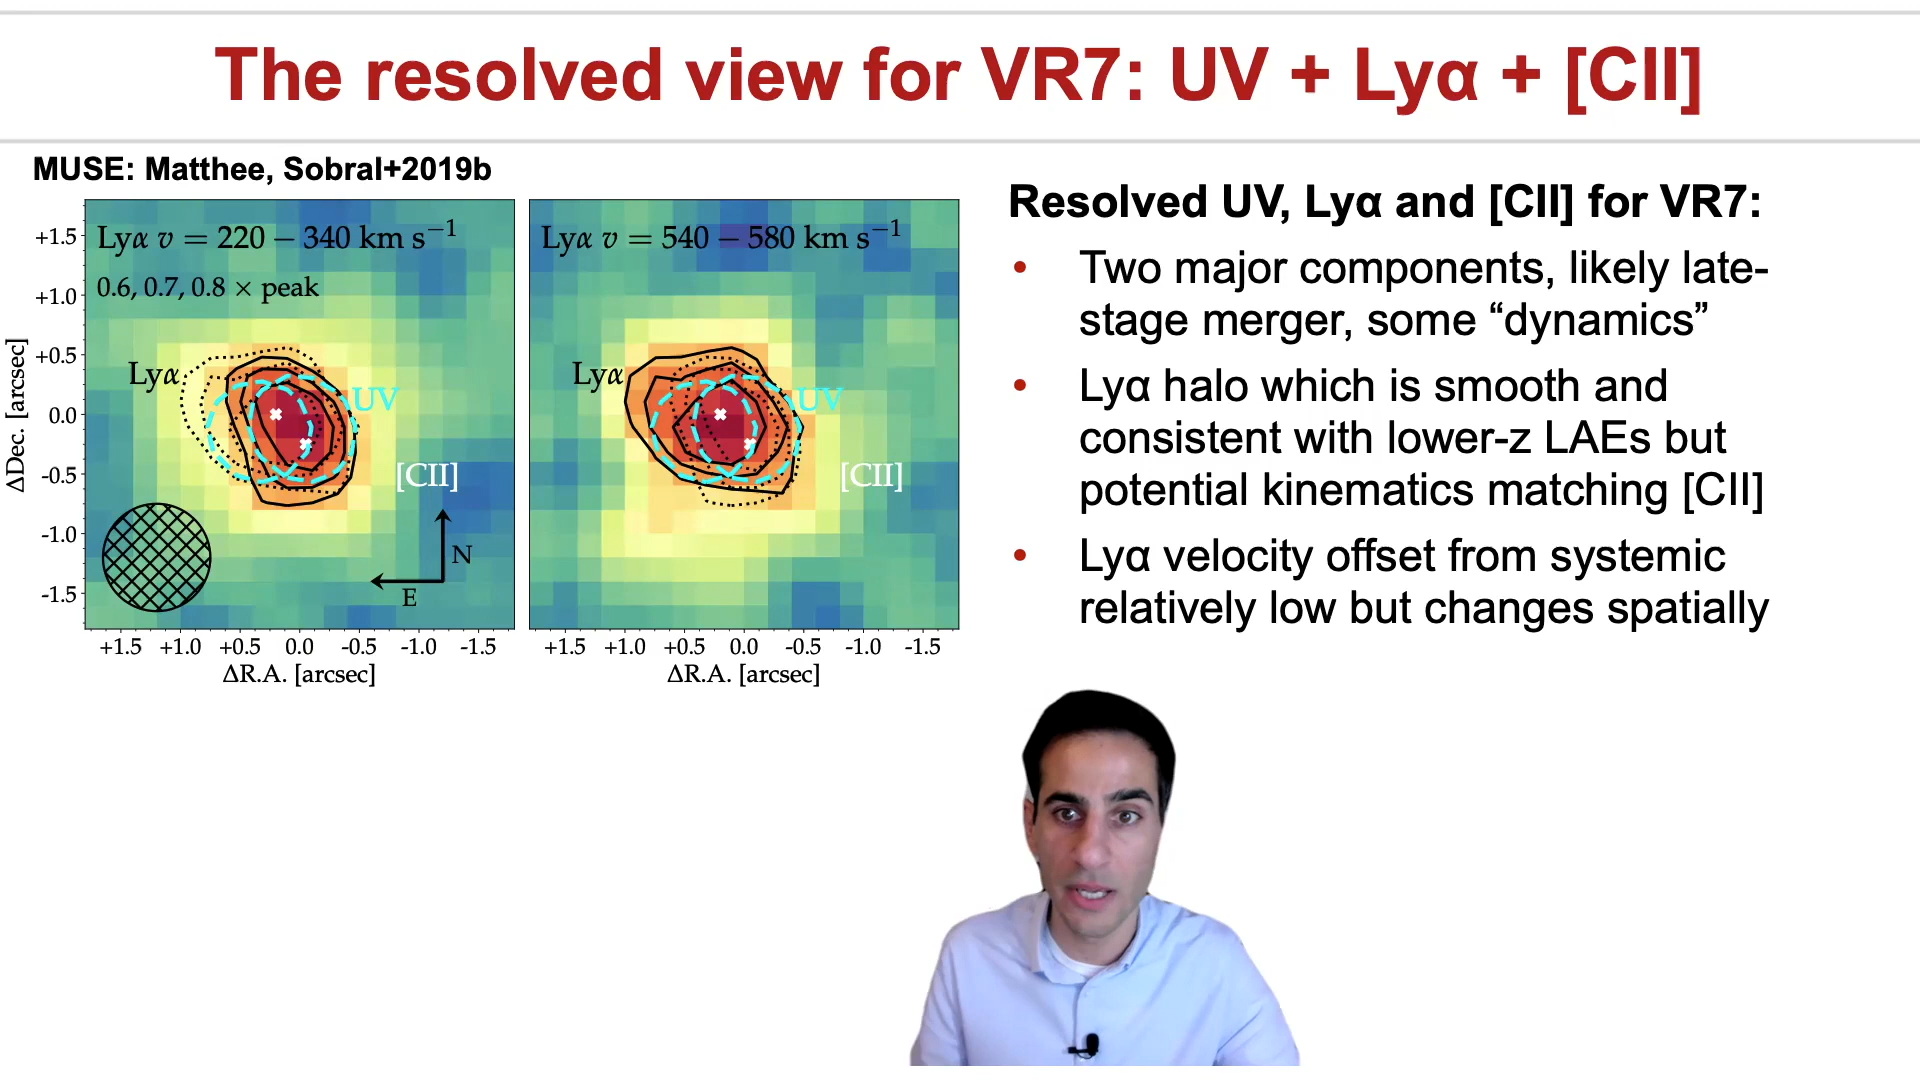 The resolved view for VR7: UV + Lyα + [CII]
MUSE: Matthee, Sobral+2019b
Lyα v = 220 – 340 km s⁻¹
0.6, 0.7, 0.8 × peak
Lyα
UV
[CII]
N
E
+1.5
+1.0
+0.5
0.0
-0.5
-1.0
-1.5
ΔDec. [arcsec]
+1.5 +1.0 +0.5 0.0 -0.5 -1.0 -1.5
ΔR.A. [arcsec]
Lyα v = 540 – 580 km s⁻¹
Lyα
UV
[CII]
+1.5 +1.0 +0.5 0.0 -0.5 -1.0 -1.5
ΔR.A. [arcsec]
Resolved UV, Lyα and [CII] for VR7:
• Two major components, likely late-
stage merger, some “dynamics”
• Lyα halo which is smooth and
consistent with lower-z LAEs but
potential kinematics matching [CII]
• Lyα velocity offset from systemic
relatively low but changes spatially